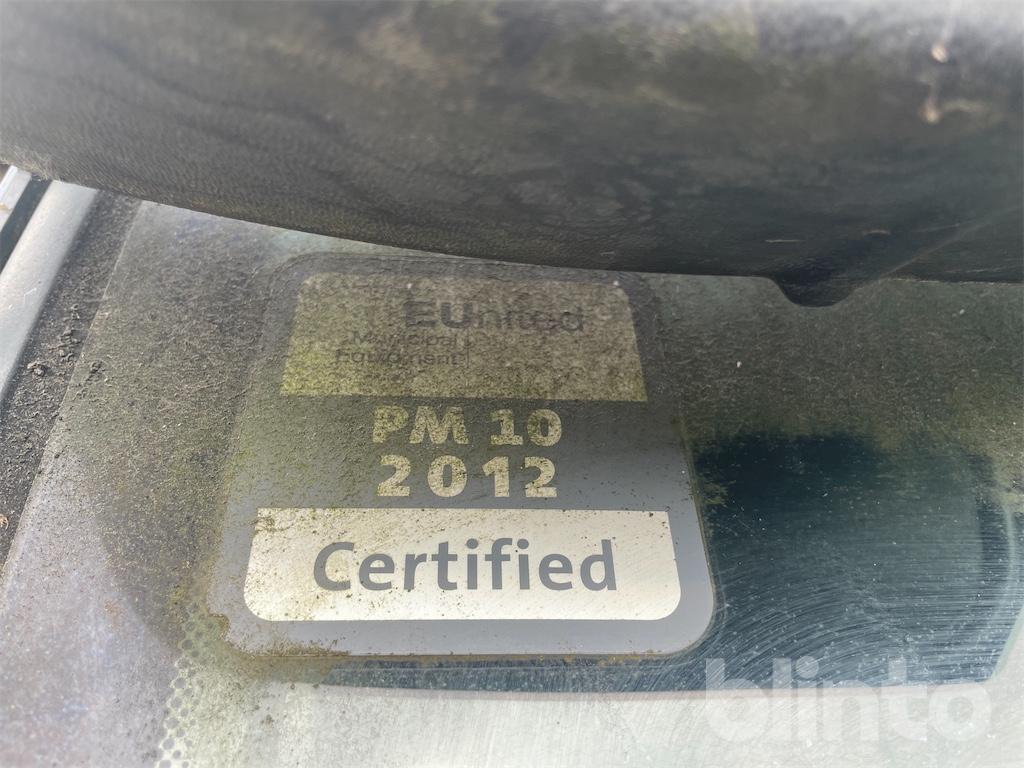 EUnited
Municipal
Equipment
PM 10
2012
Certified
blinto